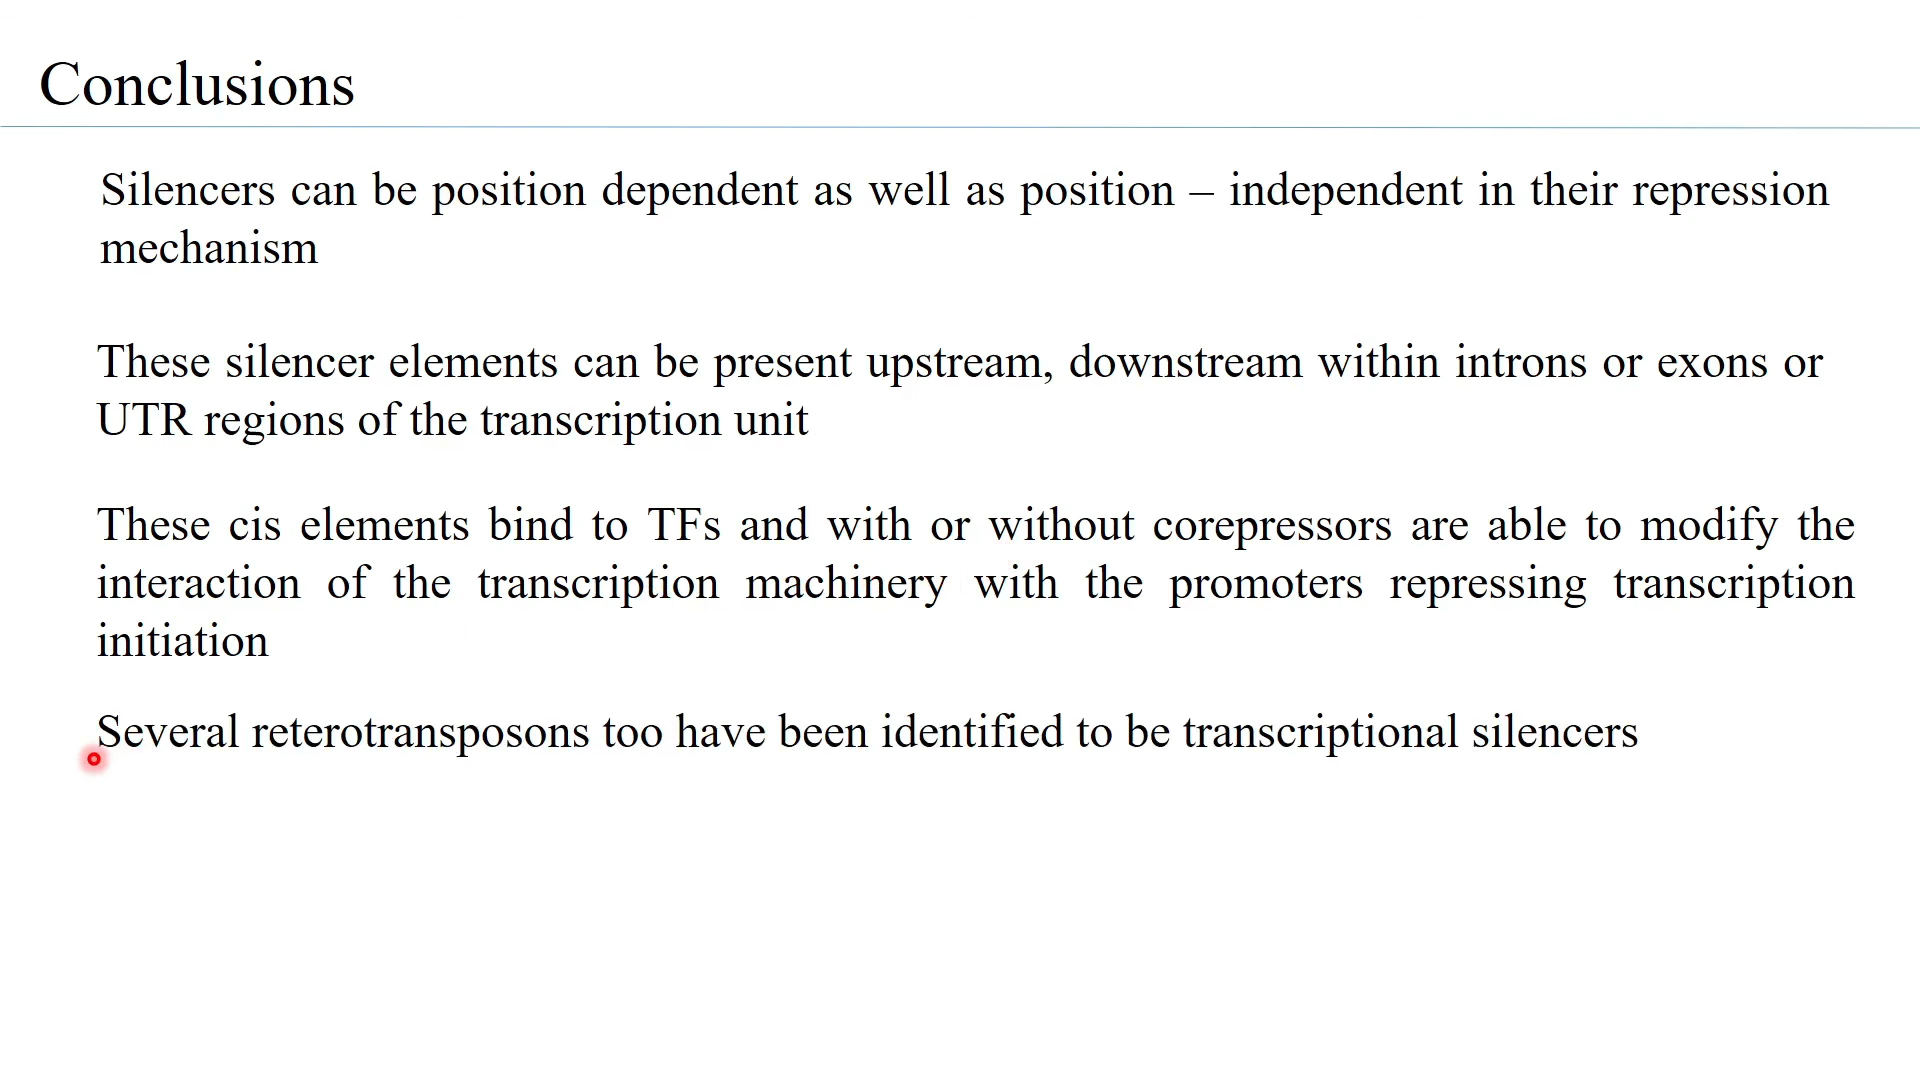 Conclusions
Silencers can be position dependent as well as position – independent in their repression
mechanism
These silencer elements can be present upstream, downstream within introns or exons or
UTR regions of the transcription unit
These cis elements bind to TFs and with or without corepressors are able to modify the
interaction of the transcription machinery with the promoters repressing transcription
initiation
Several reterotransposons too have been identified to be transcriptional silencers